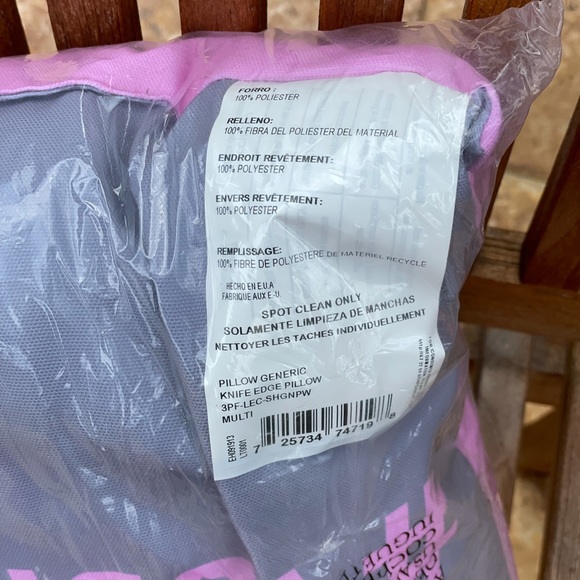 FORRO :
100% POLIESTER
RELLENO:
100% FIBRA DEL POLIESTER DEL MATERIAL
ENDROIT REVÊTEMENT:
100% POLYESTER
ENVERS REVÊTEMENT:
100% POLYESTER
REMPLISSAGE:
100% FIBRE DE POLYESTERE DE MATERIEL RECYCLE
HECHO EN E.U.A
FABRIQUE AUX E-U.
SPOT CLEAN ONLY
SOLAMENTE LIMPIEZA DE MANCHAS
NETTOYER LES TACHES INDIVIDUELLEMENT
PILLOW GENERIC
KNIFE EDGE PILLOW
3PF-LEC-SHGNPW
MULTI
EH091913
LT0001
7 25734 74719 8